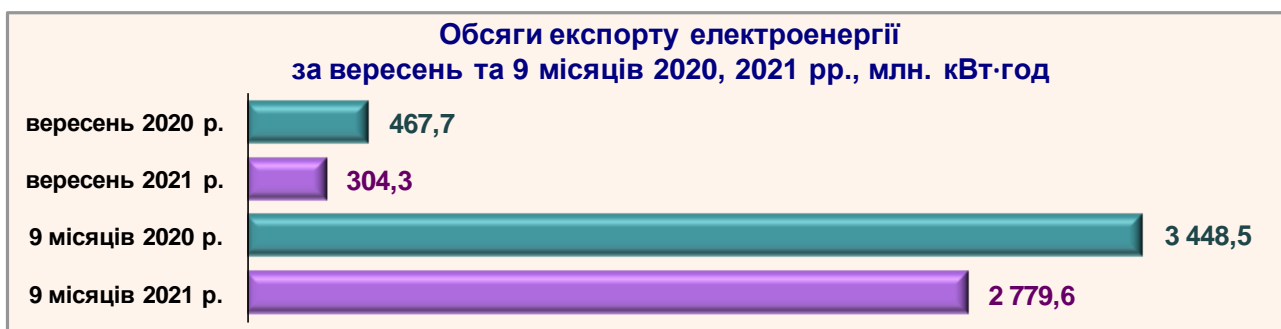 Обсяги експорту електроенергії
за вересень та 9 місяців 2020, 2021 рр., млн. кВт·год
вересень 2020 р. 467,7
вересень 2021 р. 304,3
9 місяців 2020 р. 3 448,5
9 місяців 2021 р. 2 779,6